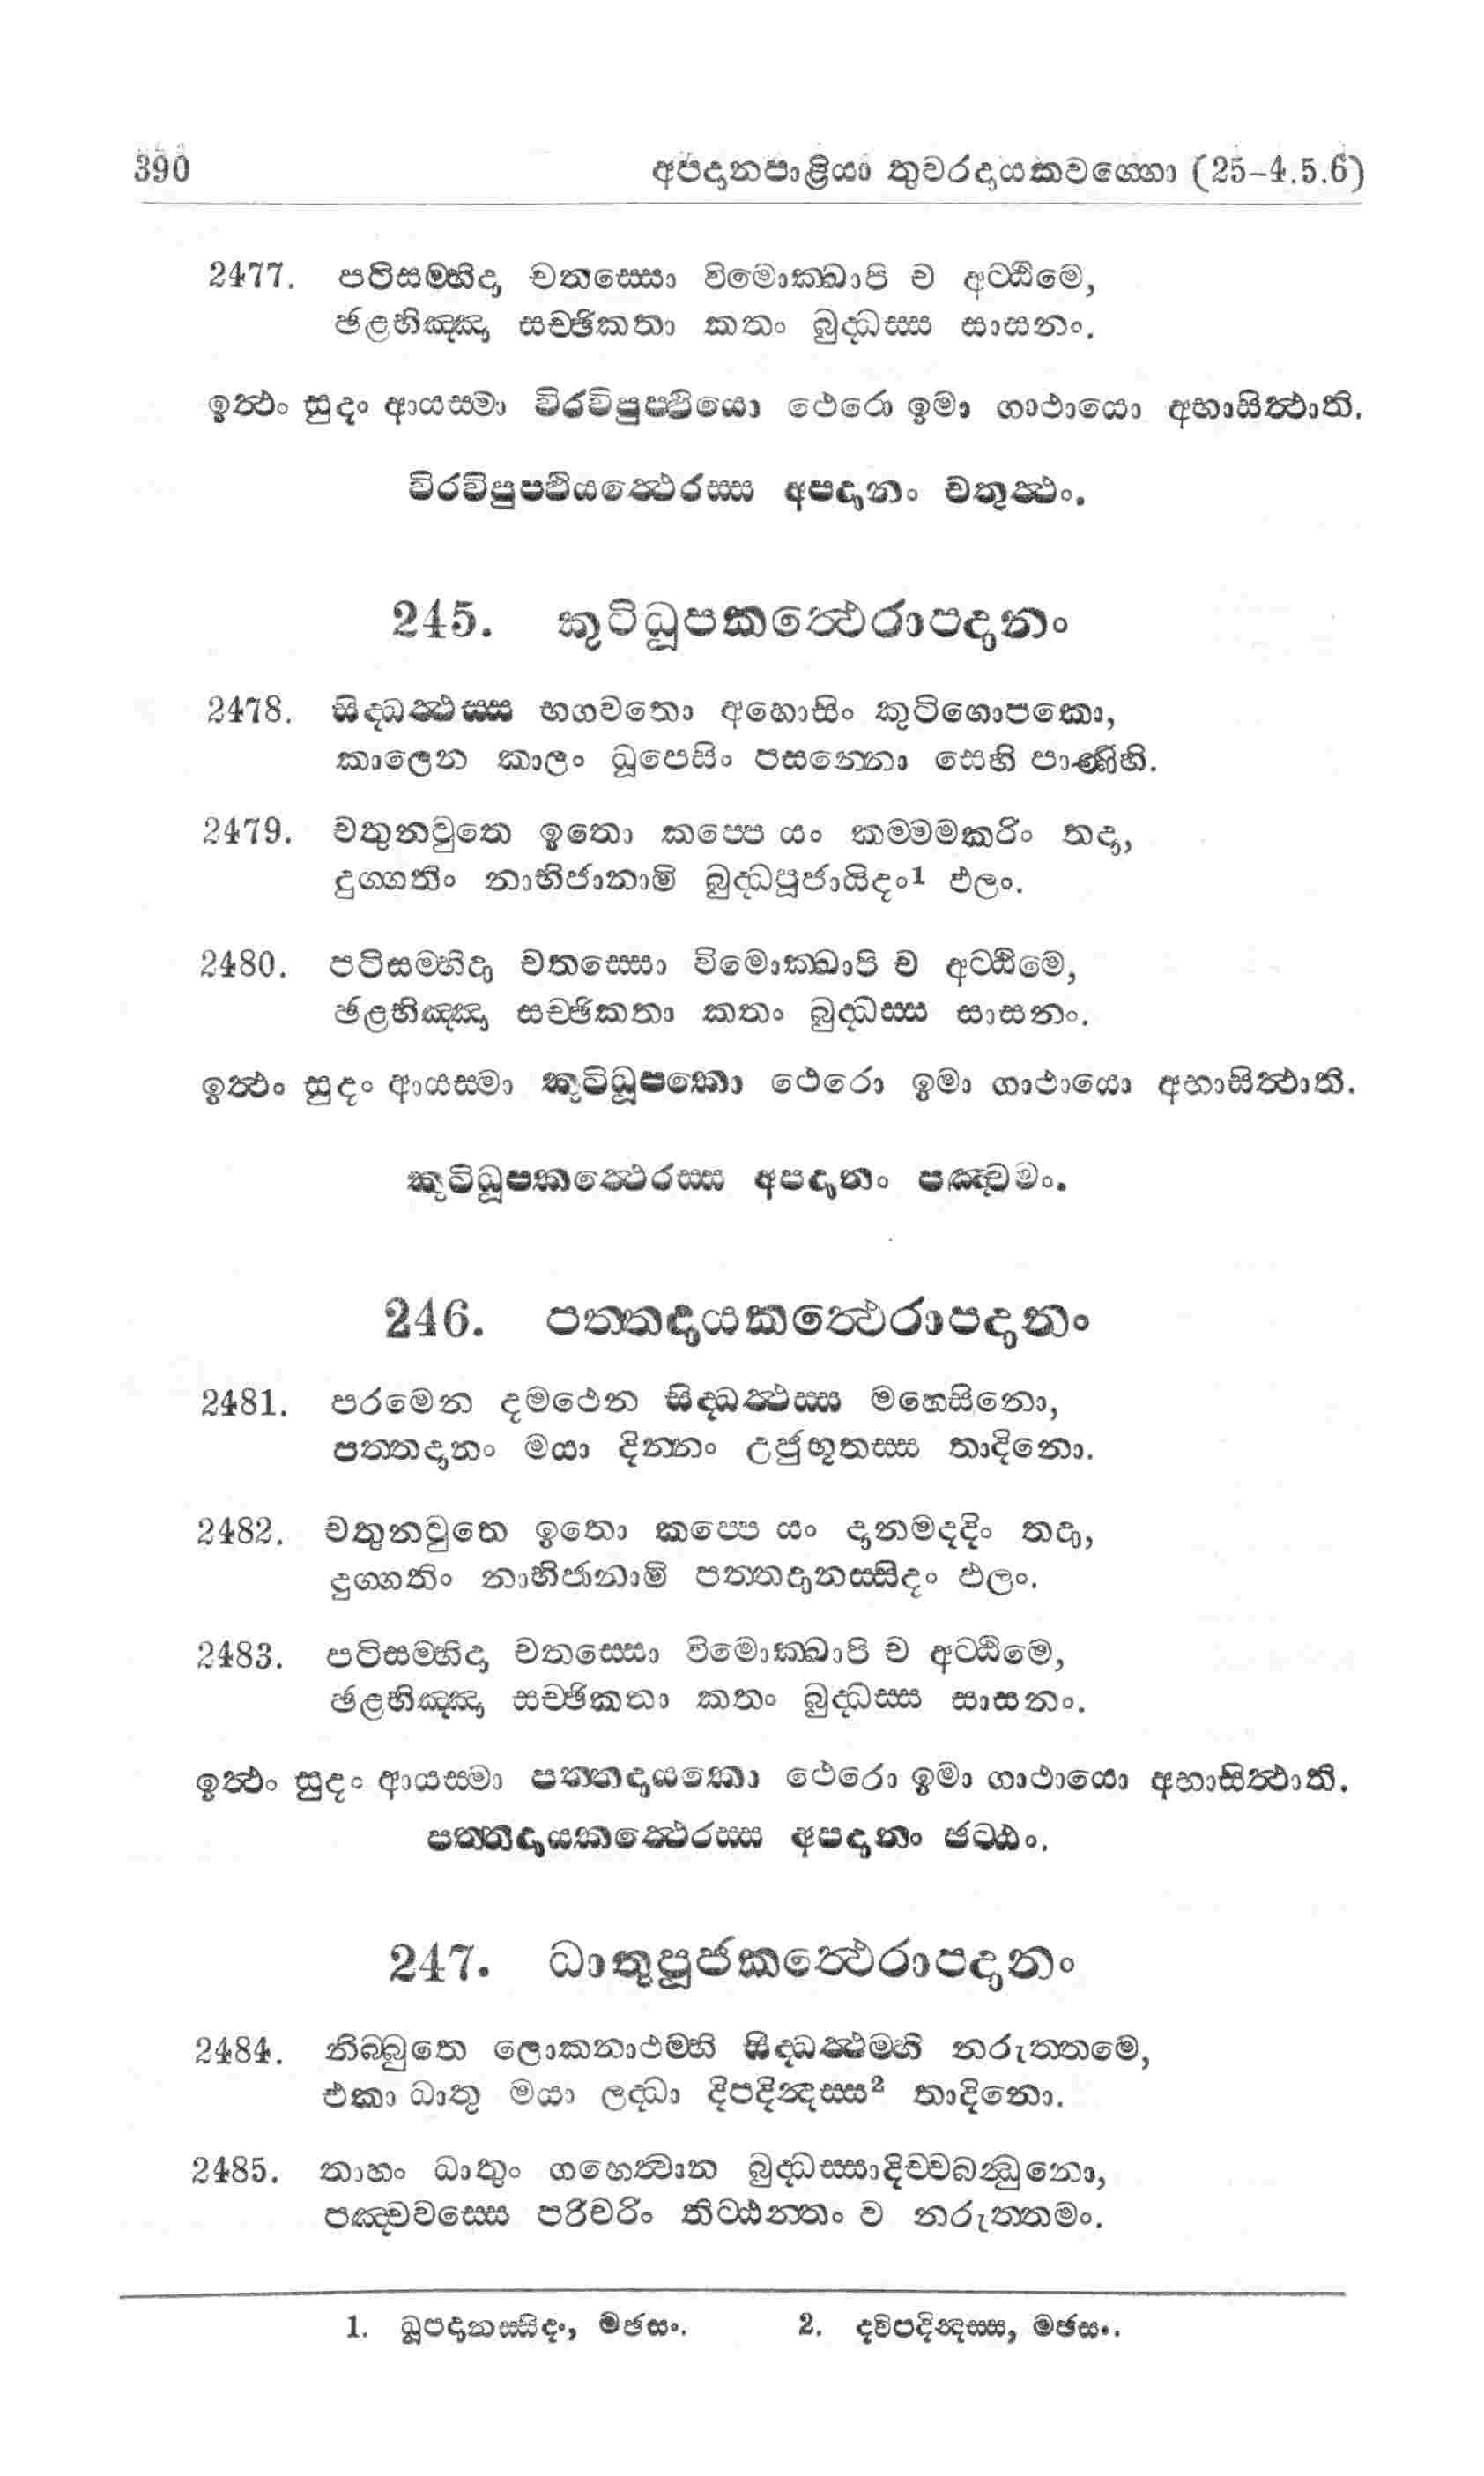 390 අපදානපාළියා තුවරදායකවග්ගො (25-4.5.6)
2477. පටිසම්භිදා චතස්සො විමොක්ඛාපි ච අට්ඨිමෙ,
ඡළභිඤ්ඤා සච්ඡිකතා කතං බුද්ධස්ස සාසනං.
ඉත්ථං සුදං ආයස්මා විරවිපුප්ඵියො ථෙරො ඉමා ගාථායො අභාසිත්ථාති.
විරවිපුප්ඵියත්ථෙරස්ස අපදානං චතුත්ථං.
245. කුටිධූපකත්ථෙරාපදානං
2478. සිද්ධත්ථස්ස භගවතො අහොසිං කුටිගොපකො,
කාලෙන කාලං ධූපෙසිං පසන්නො සෙහි පාණිහි.
2479. චතුනවුතෙ ඉතො කප්පෙ යං කම්මමකරිං තදා,
දුග්ගතිං නාභිජානාමි බුද්ධපූජායිදං1 ඵලං.
2480. පටිසම්භිදා චතස්සො විමොක්ඛාපි ච අට්ඨිමෙ,
ඡළභිඤ්ඤා සච්ඡිකතා කතං බුද්ධස්ස සාසනං.
ඉත්ථං සුදං ආයස්මා කුටිධූපකො ථෙරො ඉමා ගාථායො අභාසිත්ථාති.
කුටිධූපකත්ථෙරස්ස අපදානං පඤ්චමං.
246. පත්තදායකත්ථෙරාපදානං
2481. පරමෙන දමථෙන සිද්ධත්ථස්ස මහෙසිනො,
පත්තදානං මයා දින්නං උජුභූතස්ස තාදිනො.
2482. චතුනවුතෙ ඉතො කප්පෙ යං දානමදදිං තදා,
දුග්ගතිං නාභිජානාමි පත්තදානස්සිදං ඵලං.
2483. පටිසම්භිදා චතස්සො විමොක්ඛාපි ච අට්ඨිමෙ,
ඡළභිඤ්ඤා සච්ඡිකතා කතං බුද්ධස්ස සාසනං.
ඉත්ථං සුදං ආයස්මා පත්තදායකො ථෙරො ඉමා ගාථායො අභාසිත්ථාති.
පත්තදායකත්ථෙරස්ස අපදානං ඡට්ඨං.
247. ධාතුපූජකත්ථෙරාපදානං
2484. නිබ්බුතෙ ලොකනාථම්හි සිද්ධත්ථම්හි නරුත්තමෙ,
එකා ධාතු මයා ලද්ධා දිපදින්දස්ස2 තාදිනො.
2485. තාහං ධාතුං ගහෙත්වාන බුද්ධස්සාදිච්චබන්ධුනො,
පඤ්චවස්සෙ පරිචරිං තිට්ඨන්තං ව නරුත්තමං.
1. ධූපදානස්සිදං, මඡසං. 2. ද්විපදින්දස්ස, මඡසං.